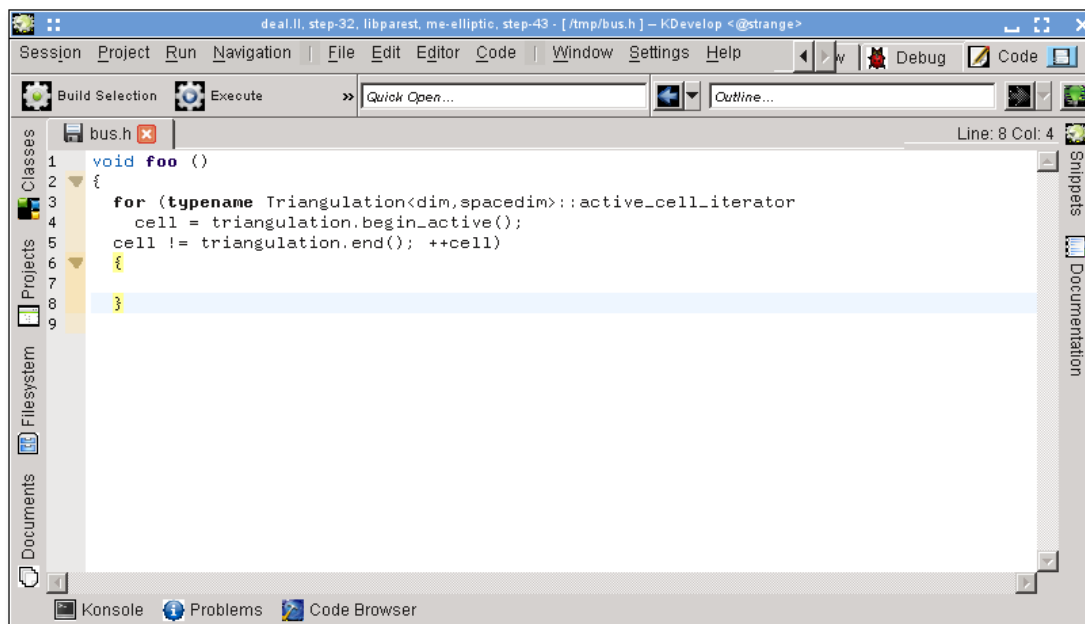 deal.II, step-32, libparest, me-elliptic, step-43 - [ /tmp/bus.h ] – KDevelop <@strange>
Session Project Run Navigation File Edit Editor Code Window Settings Help w Debug Code
Build Selection Execute » Quick Open... Outline...
bus.h Line: 8 Col: 4
Classes
Projects
Filesystem
Documents
1 void foo ()
2 {
3 for (typename Triangulation<dim,spacedim>::active_cell_iterator
4 cell = triangulation.begin_active();
5 cell != triangulation.end(); ++cell)
6 {
7
8 }
9
Snippets
Documentation
Konsole Problems Code Browser